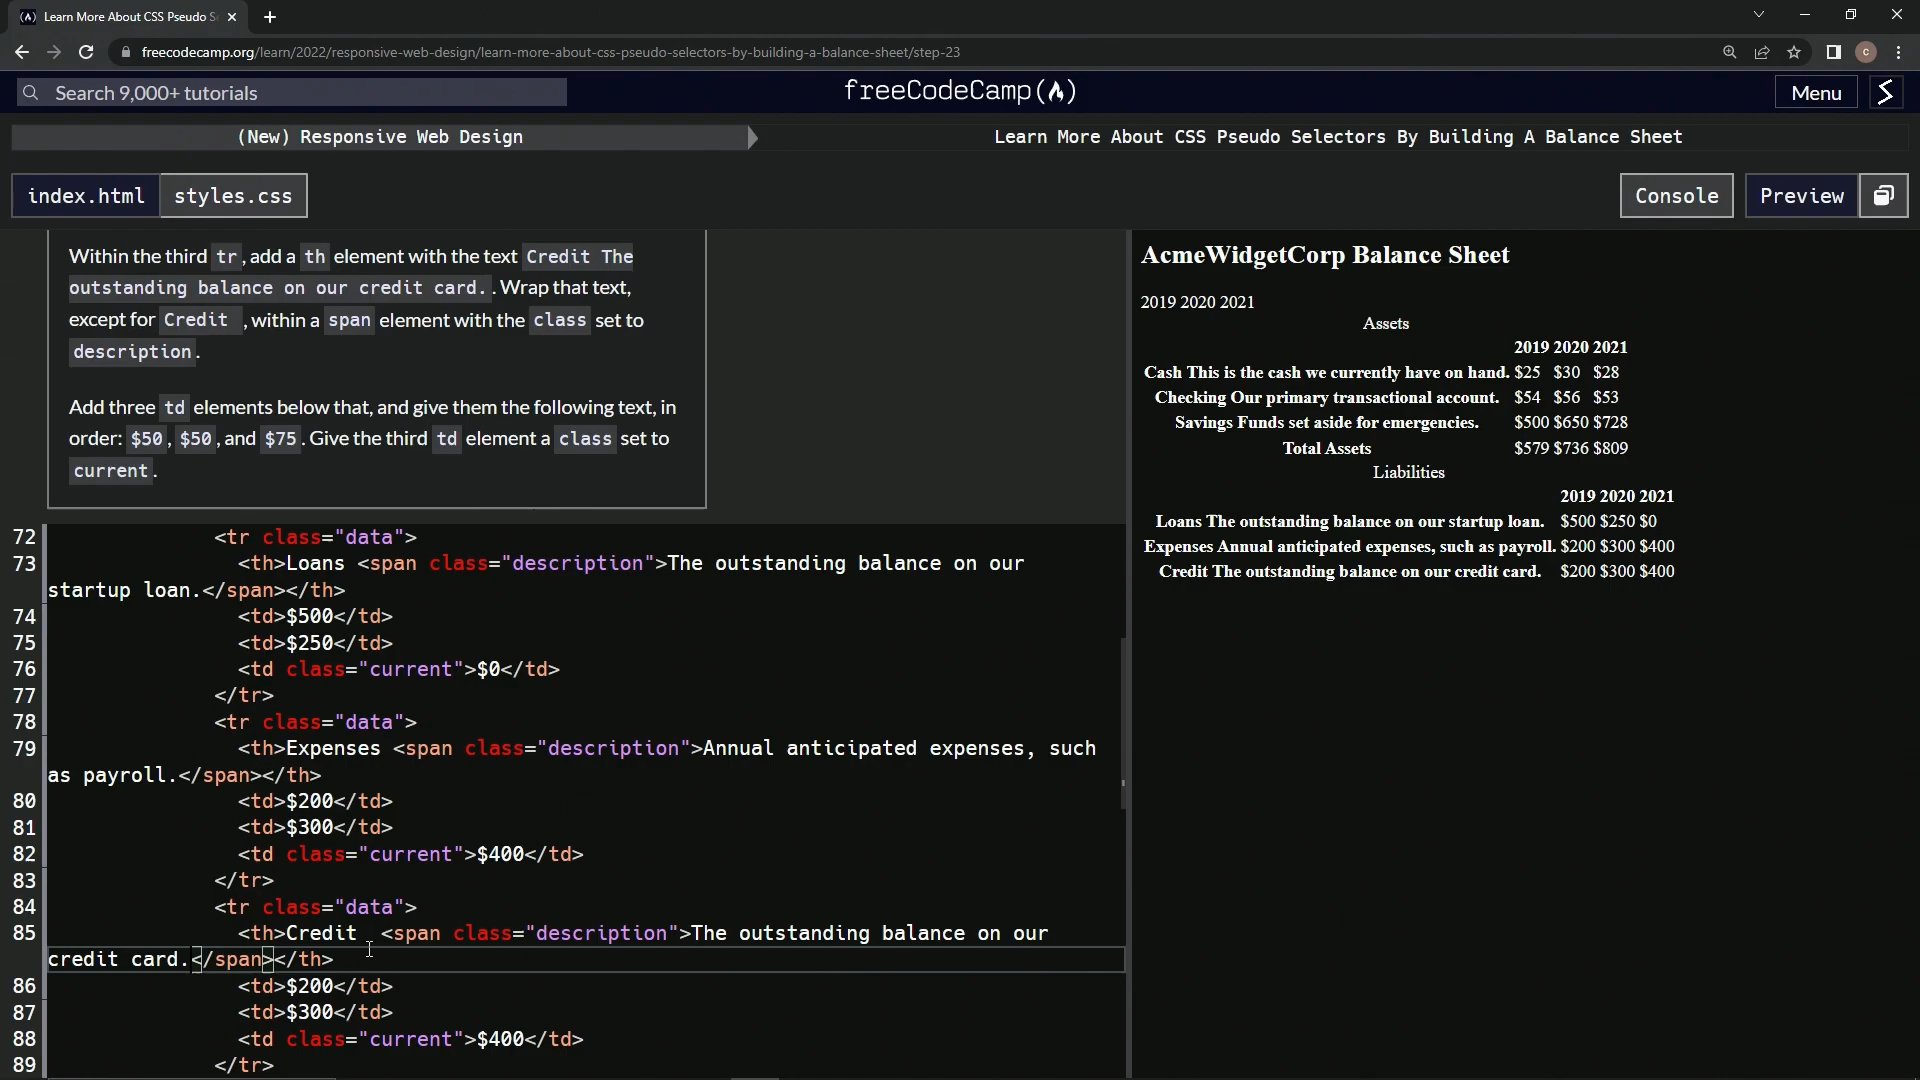 Learn More About CSS Pseudo S
freecodecamp.org/learn/2022/responsive-web-design/learn-more-about-css-pseudo-selectors-by-building-a-balance-sheet/step-23
C
Search 9,000+ tutorials
freeCodeCamp
Menu
(New) Responsive Web Design
Learn More About CSS Pseudo Selectors By Building A Balance Sheet
index.html
styles.css
Console
Preview
Within the third tr, add a th element with the text Credit The
outstanding balance on our credit card.. Wrap that text,
except for Credit , within a span element with the class set to
description.
Add three td elements below that, and give them the following text, in
order: $50, $50, and $75. Give the third td element a class set to
current.
72 <tr class="data">
73 <th>Loans <span class="description">The outstanding balance on our
startup loan.</span></th>
74 <td>$500</td>
75 <td>$250</td>
76 <td class="current">$0</td>
77 </tr>
78 <tr class="data">
79 <th>Expenses <span class="description">Annual anticipated expenses, such
as payroll.</span></th>
80 <td>$200</td>
81 <td>$300</td>
82 <td class="current">$400</td>
83 </tr>
84 <tr class="data">
85 <th>Credit  <span class="description">The outstanding balance on our
credit card.</span></th>
86 <td>$200</td>
87 <td>$300</td>
88 <td class="current">$400</td>
89 </tr>
AcmeWidgetCorp Balance Sheet
2019 2020 2021
Assets
2019 2020 2021
Cash This is the cash we currently have on hand. $25 $30 $28
Checking Our primary transactional account. $54 $56 $53
Savings Funds set aside for emergencies. $500 $650 $728
Total Assets $579 $736 $809
Liabilities
2019 2020 2021
Loans The outstanding balance on our startup loan. $500 $250 $0
Expenses Annual anticipated expenses, such as payroll. $200 $300 $400
Credit The outstanding balance on our credit card. $200 $300 $400